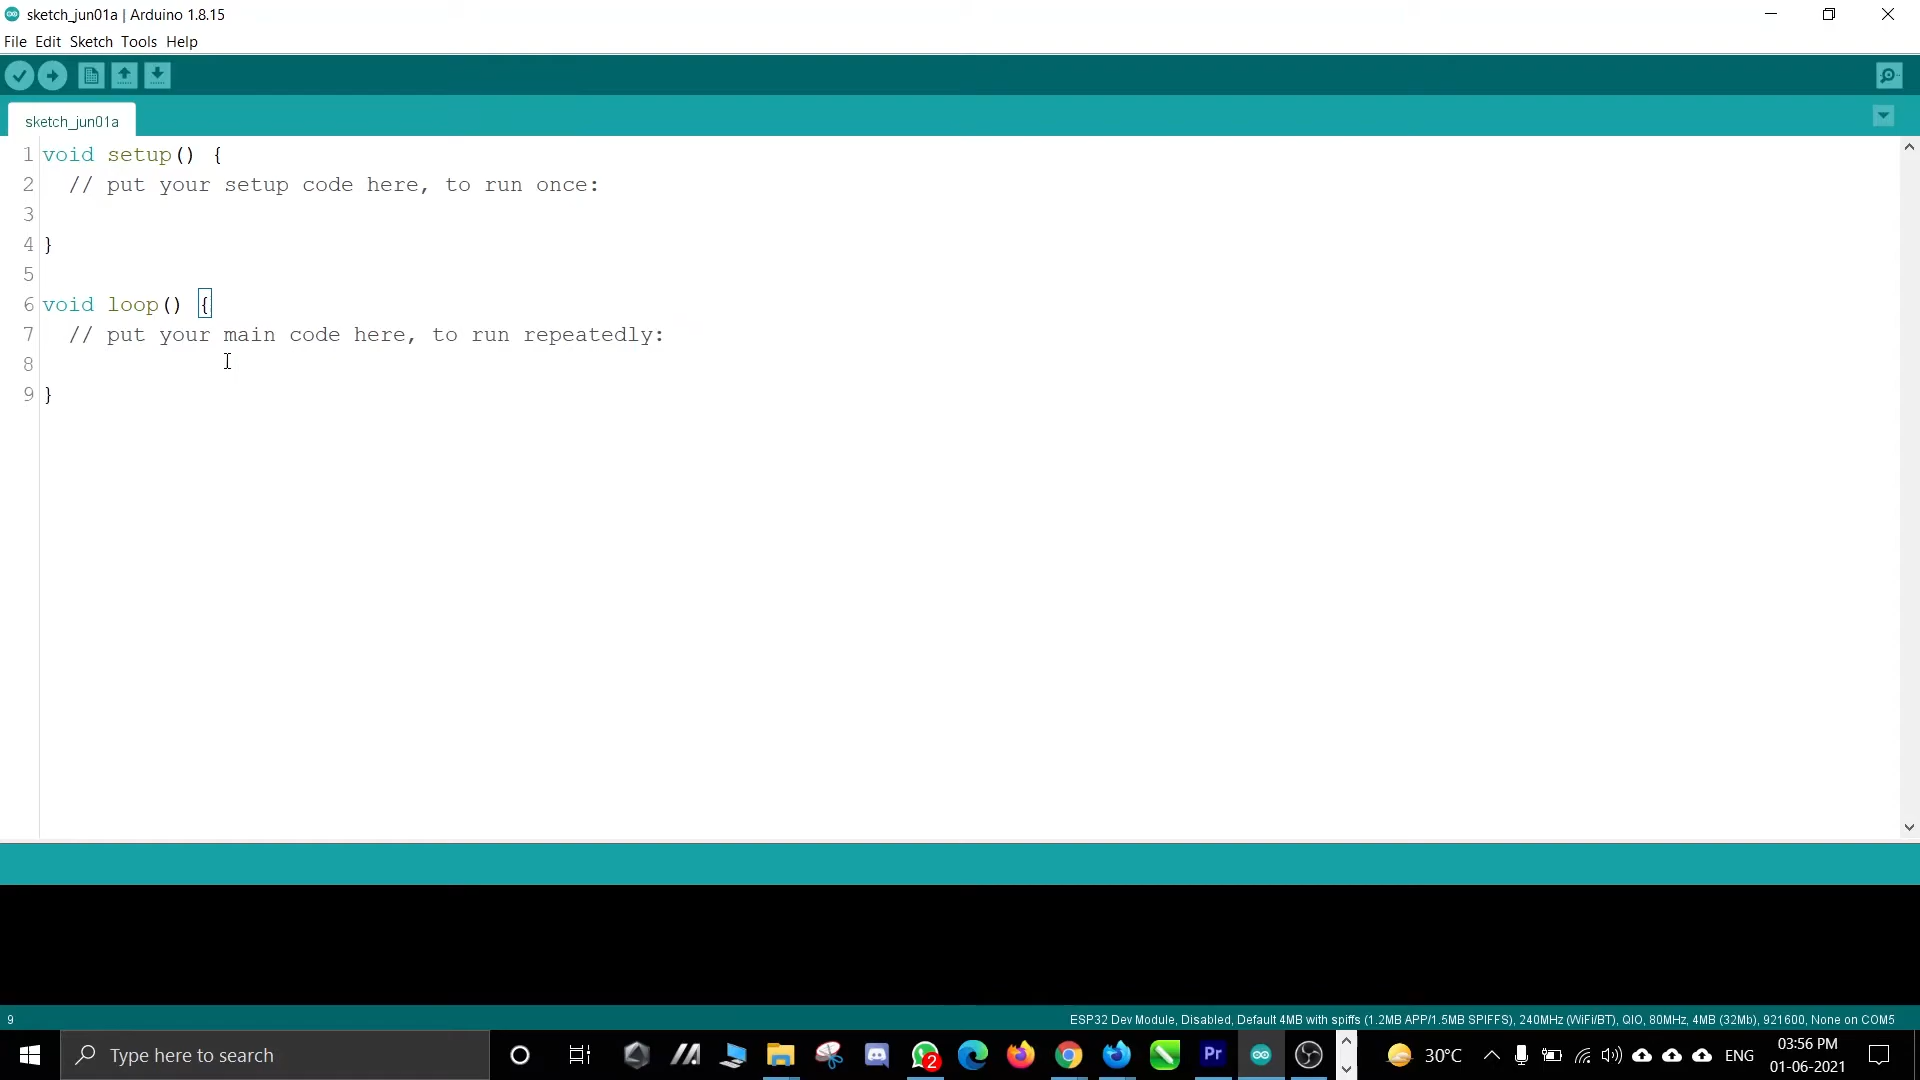 sketch_jun01a | Arduino 1.8.15
File Edit Sketch Tools Help
sketch_jun01a
1 void setup() {
2 // put your setup code here, to run once:
3
4 }
5
6 void loop() {
7 // put your main code here, to run repeatedly:
8
9 }
9 ESP32 Dev Module, Disabled, Default 4MB with spiffs (1.2MB APP/1.5MB SPIFFS), 240MHz (WiFi/BT), QIO, 80MHz, 4MB (32Mb), 921600, None on COM5
Type here to search
2
Pr
30°C
ENG
03:56 PM
01-06-2021